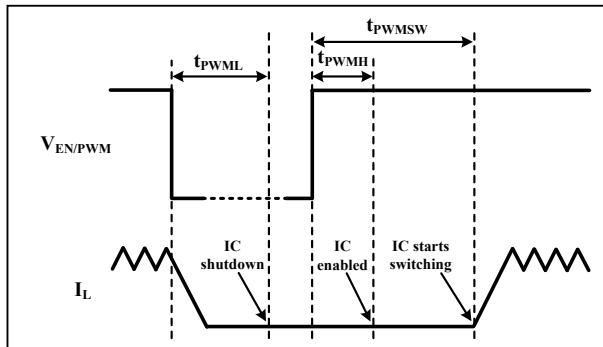 tPWMSW
tPWML
tPWMH
VEN/PWM
IC
shutdown
IC
enabled
IC starts
switching
IL